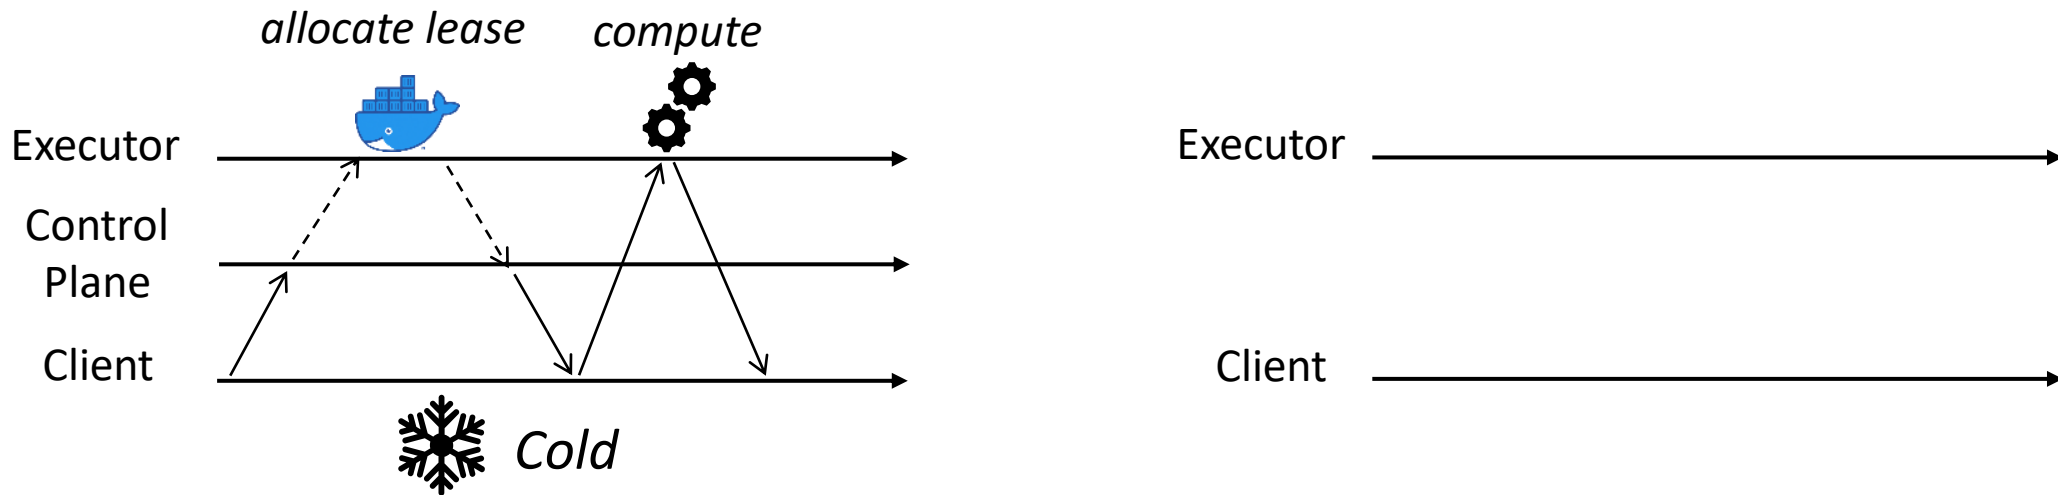 allocate lease
compute
Executor
Control
Plane
Client
Cold
Executor
Client